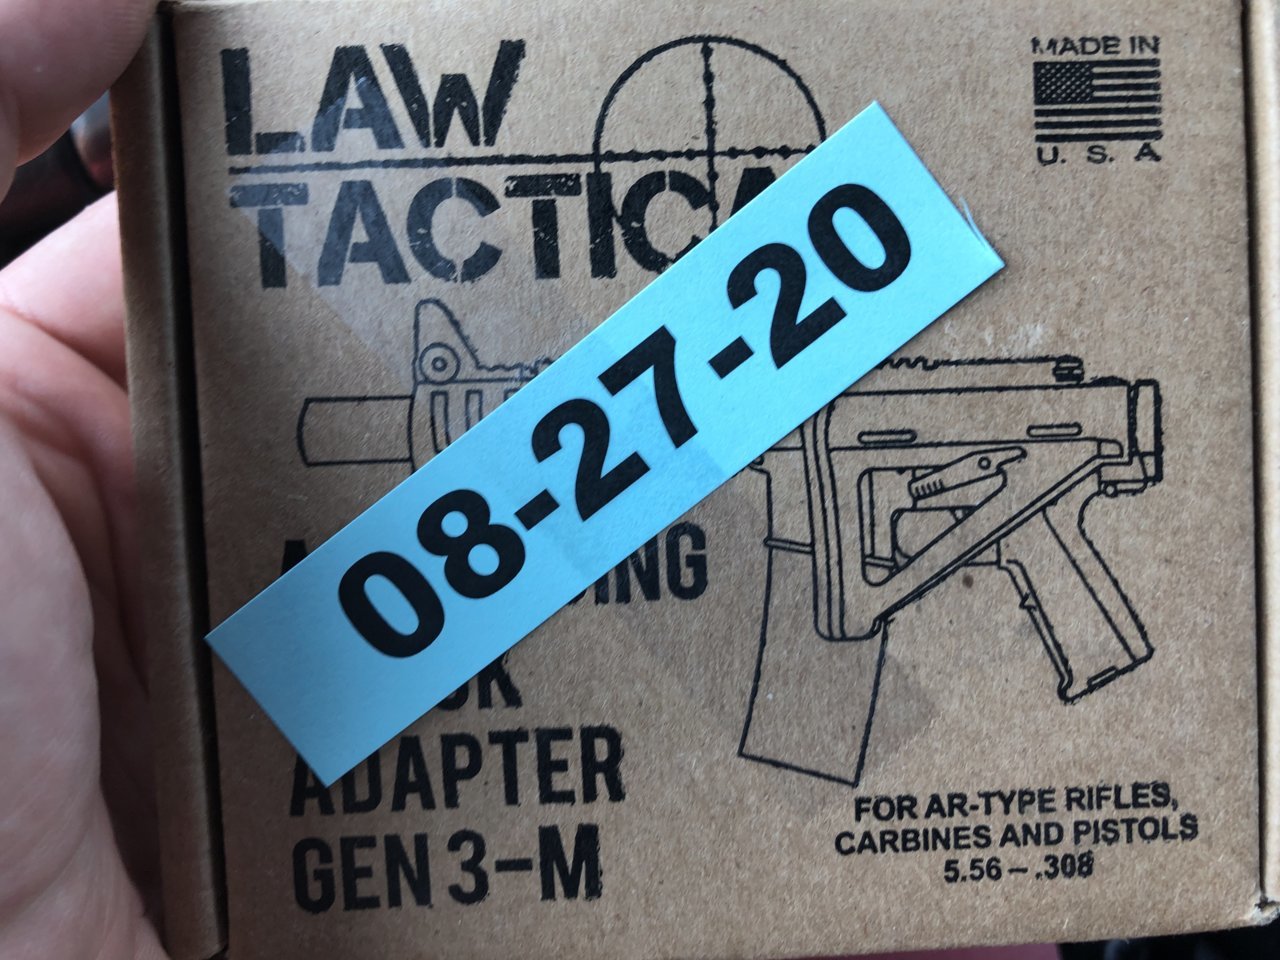 LAW
TACTICA
MADE IN
U. S. A
08-27-20
ADAPTER
GEN 3-M
FOR AR-TYPE RIFLES,
CARBINES AND PISTOLS
5.56 - .308